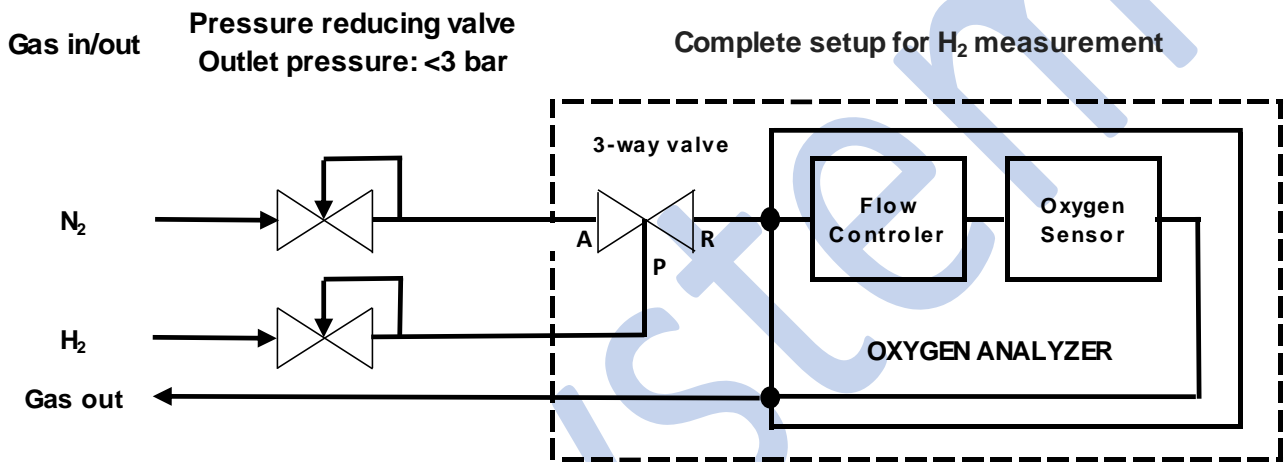 Gas in/out
Pressure reducing valve
Outlet pressure: <3 bar
Complete setup for H₂ measurement
3-way valve
N₂
A
R
P
Flow
Controler
Oxygen
Sensor
H₂
OXYGEN ANALYZER
Gas out